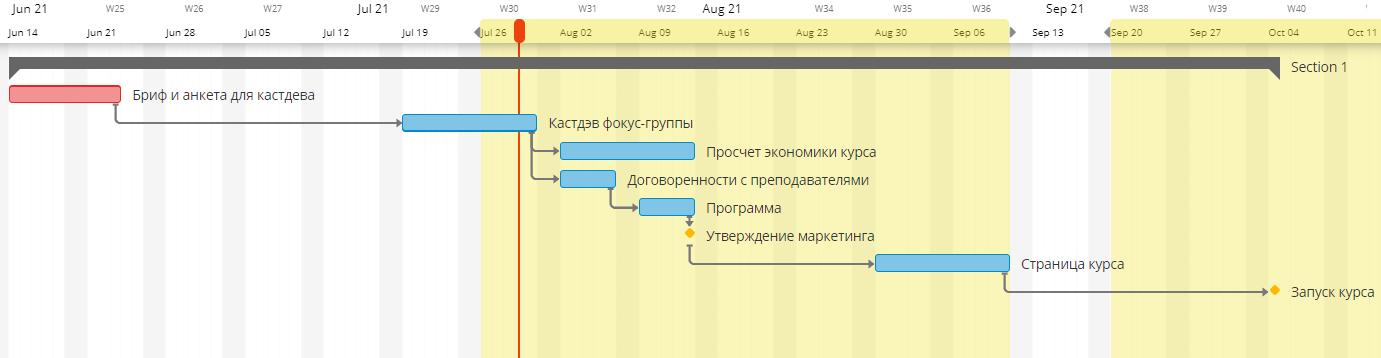 Jun 21 W25 W26 W27 Jul 21 W29 W30 W31 W32 Aug 21 W34 W35 W36 Sep 21 W38 W39 W40
Jun 14 Jun 21 Jun 28 Jul 05 Jul 12 Jul 19 Jul 26 Aug 02 Aug 09 Aug 16 Aug 23 Aug 30 Sep 06 Sep 13 Sep 20 Sep 27 Oct 04 Oct 11
Section 1
Бриф и анкета для кастдева
Кастдэв фокус-группы
Просчет экономики курса
Договоренности с преподавателями
Программа
Утверждение маркетинга
Страница курса
Запуск курса